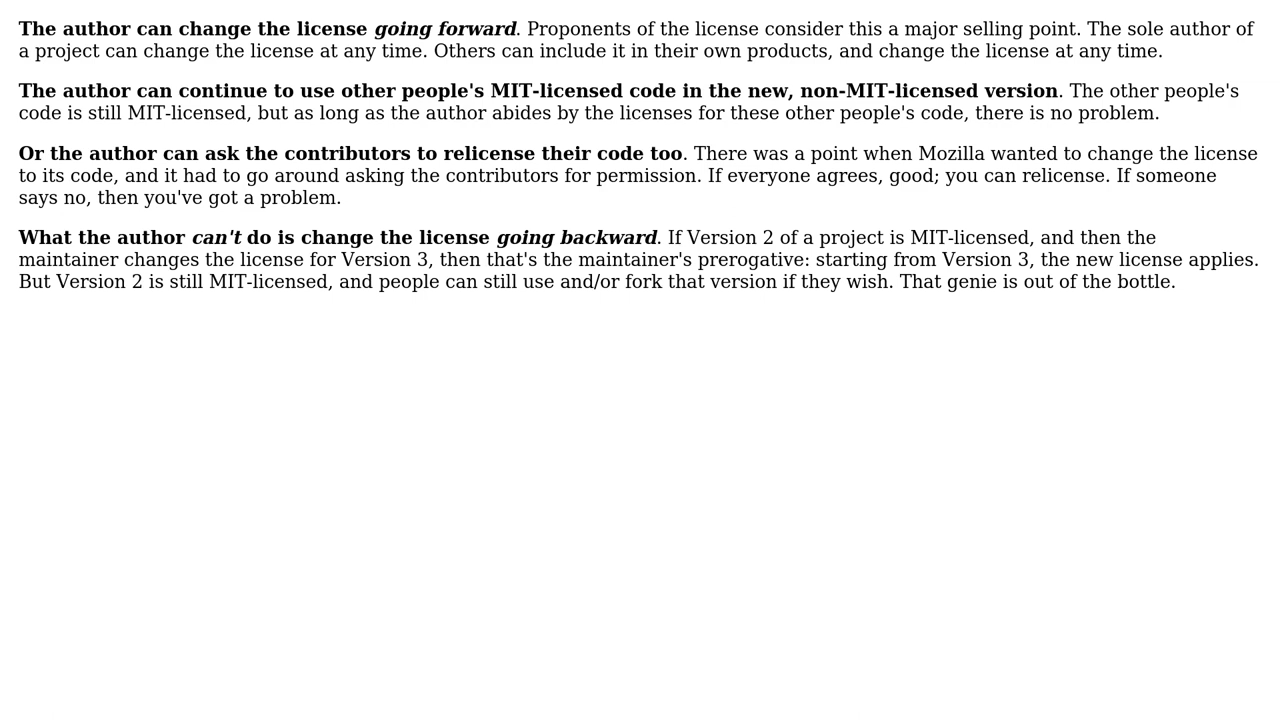 The author can change the license going forward. Proponents of the license consider this a major selling point. The sole author of
a project can change the license at any time. Others can include it in their own products, and change the license at any time.
The author can continue to use other people's MIT-licensed code in the new, non-MIT-licensed version. The other people's
code is still MIT-licensed, but as long as the author abides by the licenses for these other people's code, there is no problem.
Or the author can ask the contributors to relicense their code too. There was a point when Mozilla wanted to change the license
to its code, and it had to go around asking the contributors for permission. If everyone agrees, good; you can relicense. If someone
says no, then you've got a problem.
What the author can't do is change the license going backward. If Version 2 of a project is MIT-licensed, and then the
maintainer changes the license for Version 3, then that's the maintainer's prerogative: starting from Version 3, the new license applies.
But Version 2 is still MIT-licensed, and people can still use and/or fork that version if they wish. That genie is out of the bottle.